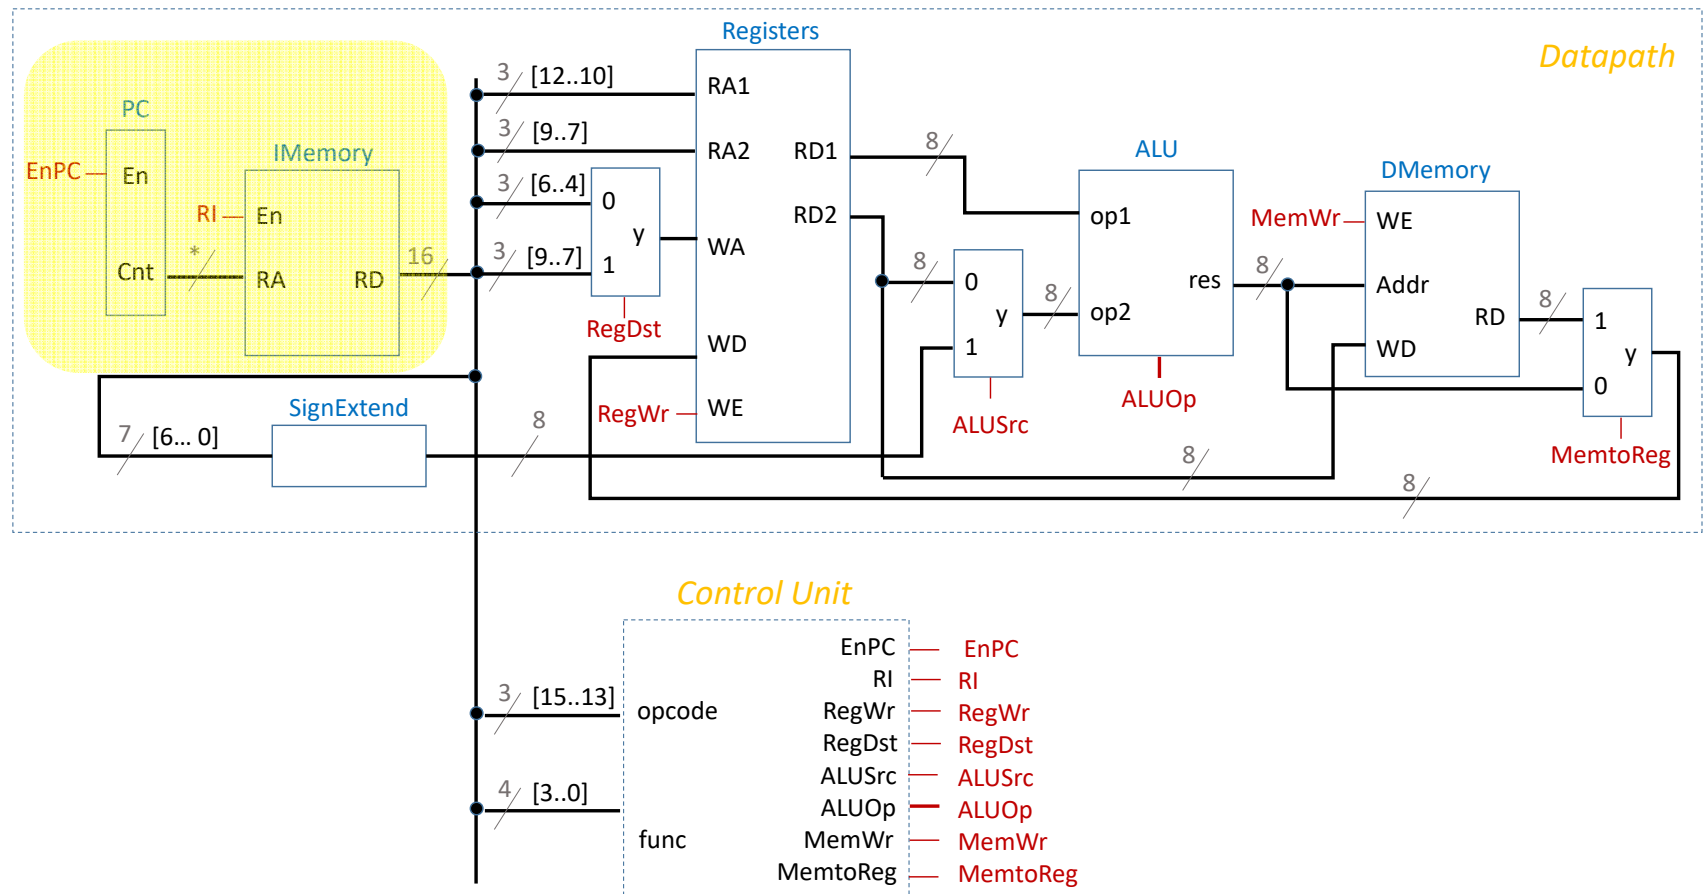 Registers
Datapath
3 [12..10] RA1
PC
3 [9..7] RA2 RD1 8 ALU
IMemory
DMemory
EnPC En
3 [6..4] 0 RD2
RI En y op1 MemWr WE
* WA
Cnt RA RD 16 3 [9..7] 1 8 0 8 res 8 Addr
RegDst y op2 RD 8 1
WD 1 WD y
0
SignExtend RegWr WE ALUSrc ALUOp
7 [6... 0] 8 8 MemtoReg
8
Control Unit
EnPC EnPC
RI RI
3 [15..13] opcode RegWr RegWr
RegDst RegDst
ALUSrc ALUSrc
4 [3..0] ALUOp ALUOp
func MemWr MemWr
MemtoReg MemtoReg